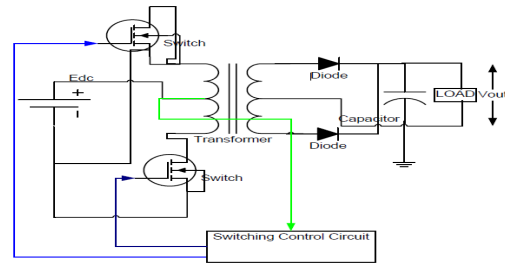 Switch
Edc
+
Diode
LOAD Vout
Capacitor
Transformer
Diode
Switch
Switching Control Circuit